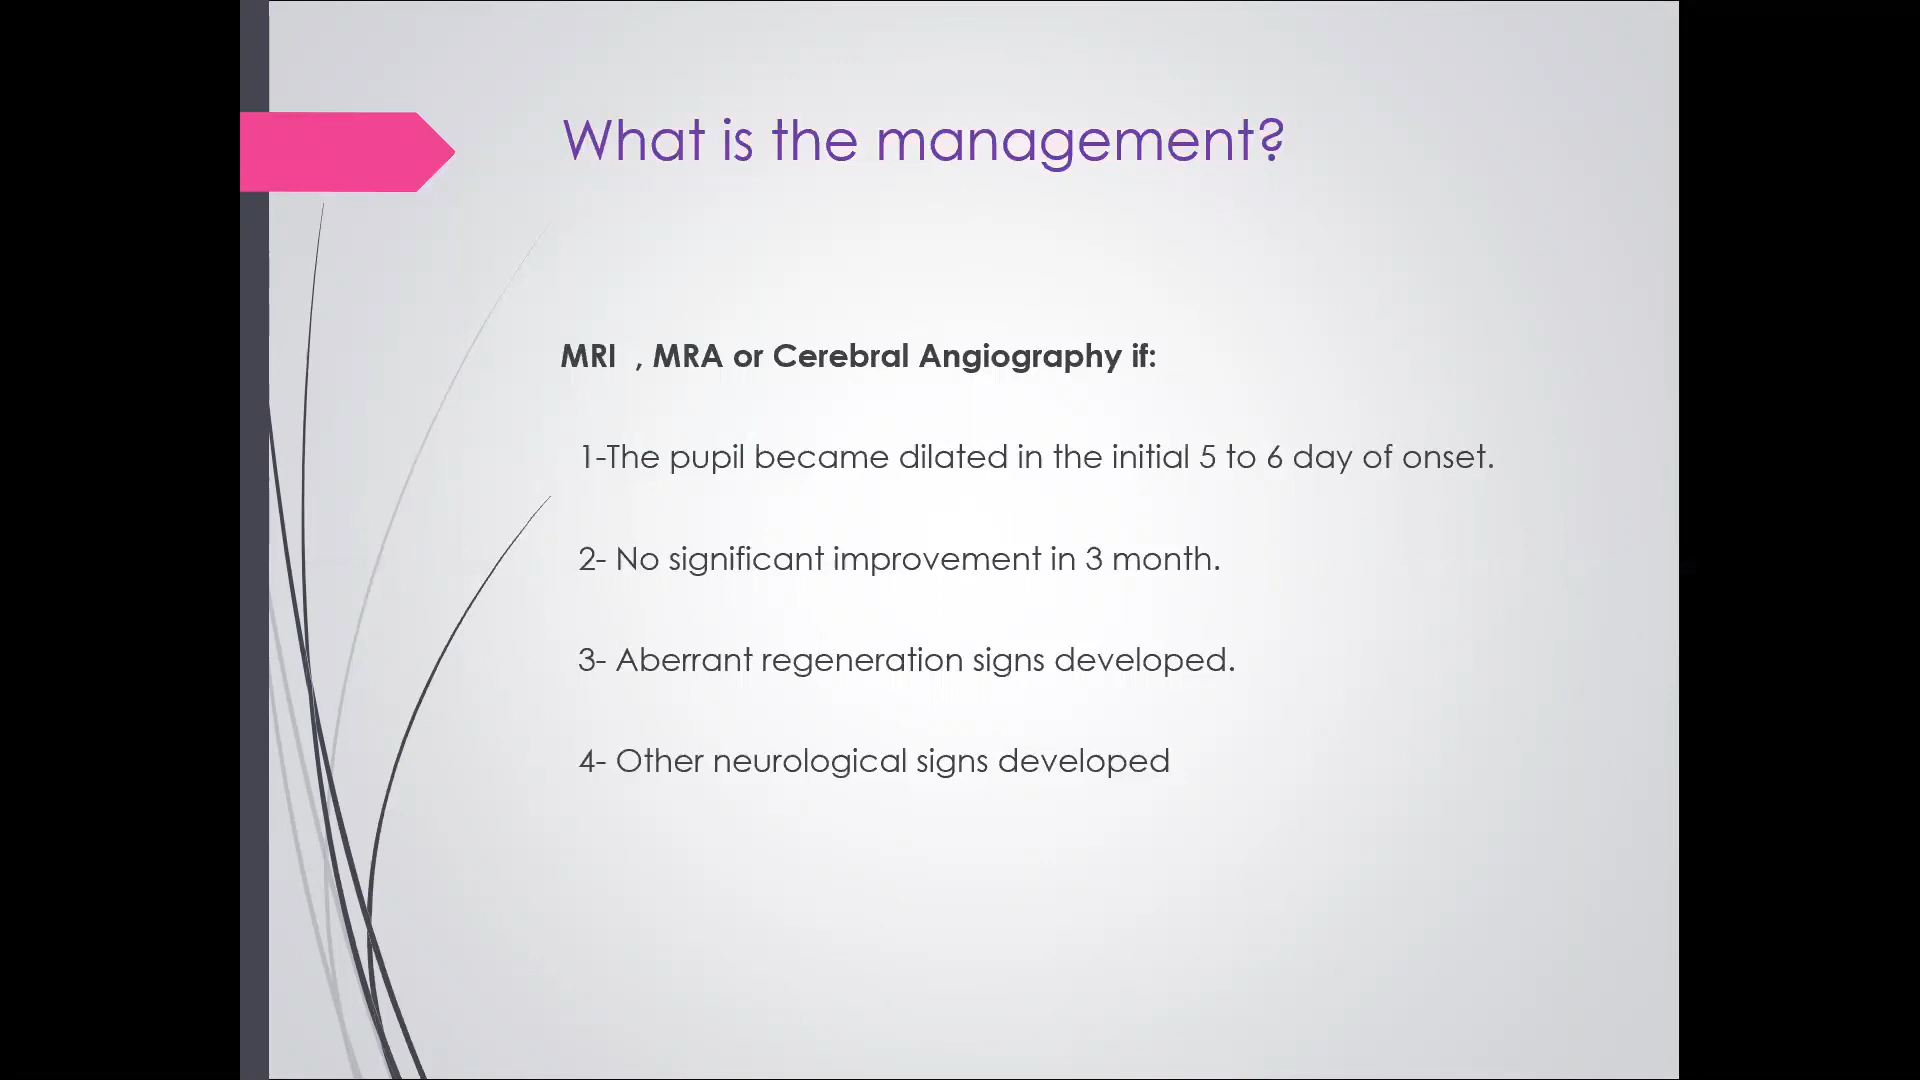 What is the management?
MRI , MRA or Cerebral Angiography if:
1-The pupil became dilated in the initial 5 to 6 day of onset.
2- No significant improvement in 3 month.
3- Aberrant regeneration signs developed.
4- Other neurological signs developed